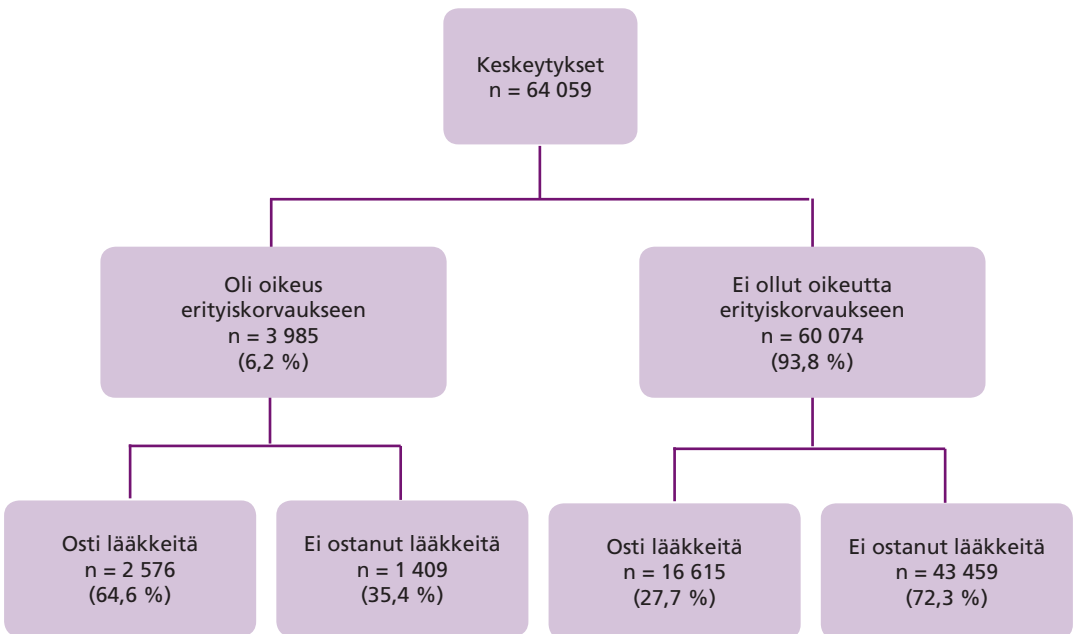 Keskeytykset
n = 64 059
Oli oikeus
erityiskorvaukseen
n = 3 985
(6,2 %)
Ei ollut oikeutta
erityiskorvaukseen
n = 60 074
(93,8 %)
Osti lääkkeitä
n = 2 576
(64,6 %)
Ei ostanut lääkkeitä
n = 1 409
(35,4 %)
Osti lääkkeitä
n = 16 615
(27,7 %)
Ei ostanut lääkkeitä
n = 43 459
(72,3 %)